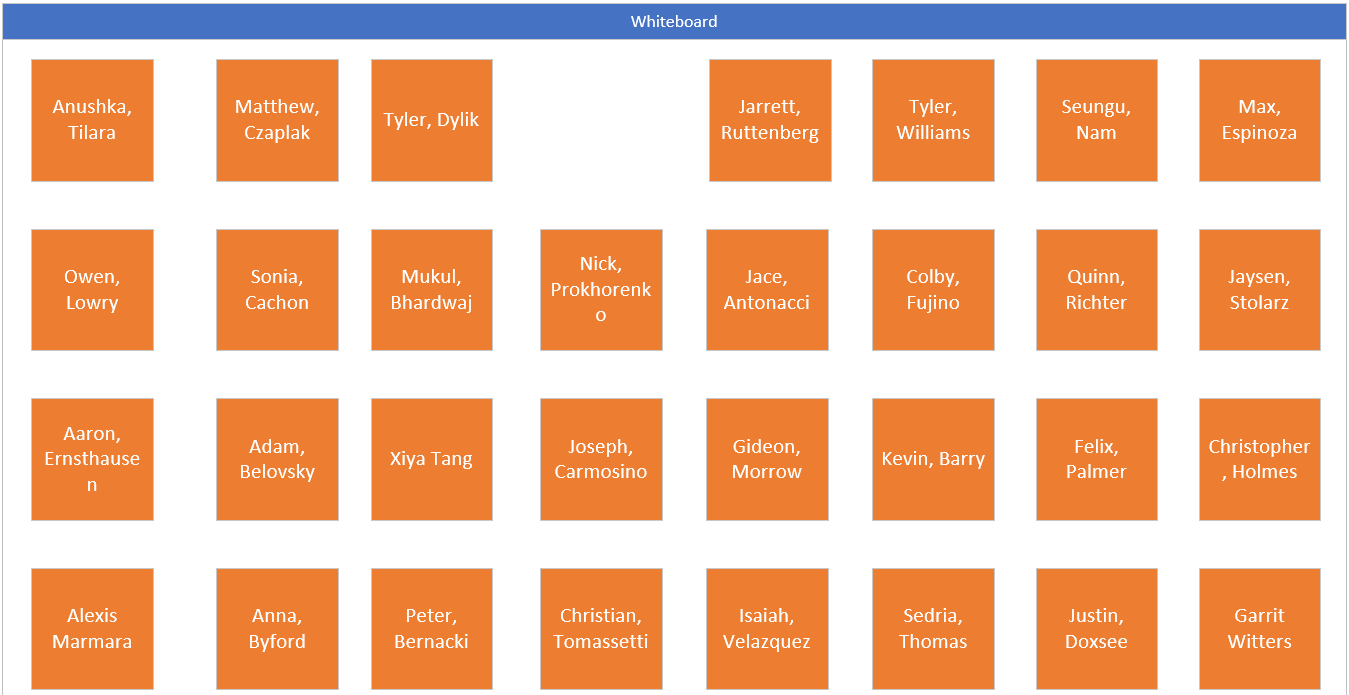 Whiteboard
Anushka,
Tilara
Matthew,
Czaplak
Tyler, Dylik
Jarrett,
Ruttenberg
Tyler,
Williams
Seungu,
Nam
Max,
Espinoza
Owen,
Lowry
Sonia,
Cachon
Mukul,
Bhardwaj
Nick,
Prokhorenk
o
Jace,
Antonacci
Colby,
Fujino
Quinn,
Richter
Jaysen,
Stolarz
Aaron,
Ernsthause
n
Adam,
Belovsky
Xiya Tang
Joseph,
Carmosino
Gideon,
Morrow
Kevin, Barry
Felix,
Palmer
Christopher
, Holmes
Alexis
Marmara
Anna,
Byford
Peter,
Bernacki
Christian,
Tomassetti
Isaiah,
Velazquez
Sedria,
Thomas
Justin,
Doxsee
Garrit
Witters